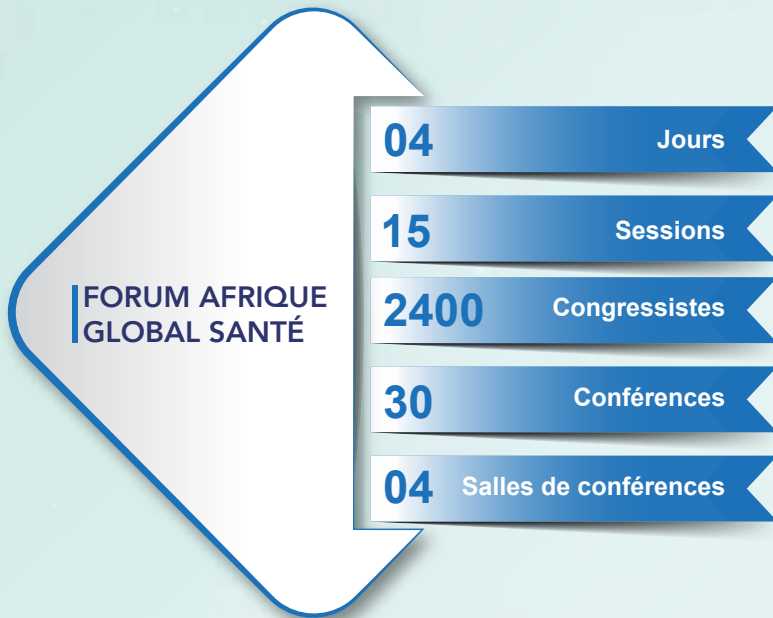 FORUM AFRIQUE
GLOBAL SANTÉ
04 Jours
15 Sessions
2400 Congressistes
30 Conférences
04 Salles de conférences